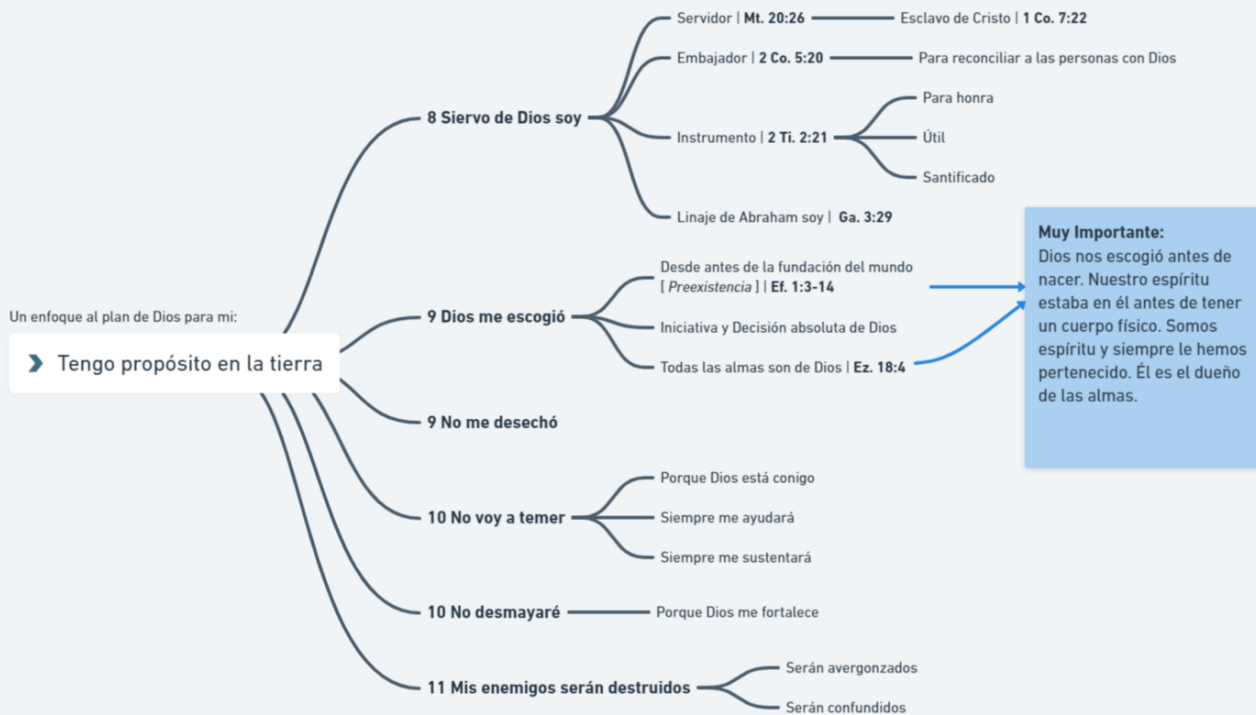 Un enfoque al plan de Dios para mi:
Tengo propósito en la tierra
8 Siervo de Dios soy
Servidor | Mt. 20:26
Esclavo de Cristo | 1 Co. 7:22
Embajador | 2 Co. 5:20
Para reconciliar a las personas con Dios
Instrumento | 2 Ti. 2:21
Para honra
Útil
Santificado
Linaje de Abraham soy | Ga. 3:29
9 Dios me escogió
Desde antes de la fundación del mundo
[ Preexistencia ] | Ef. 1:3-14
Iniciativa y Decisión absoluta de Dios
Todas las almas son de Dios | Ez. 18:4
Muy Importante:
Dios nos escogió antes de
nacer. Nuestro espíritu
estaba en él antes de tener
un cuerpo físico. Somos
espíritu y siempre le hemos
pertenecido. Él es el dueño
de las almas.
9 No me desechó
10 No voy a temer
Porque Dios está conigo
Siempre me ayudará
Siempre me sustentará
10 No desmayaré
Porque Dios me fortalece
11 Mis enemigos serán destruidos
Serán avergonzados
Serán confundidos